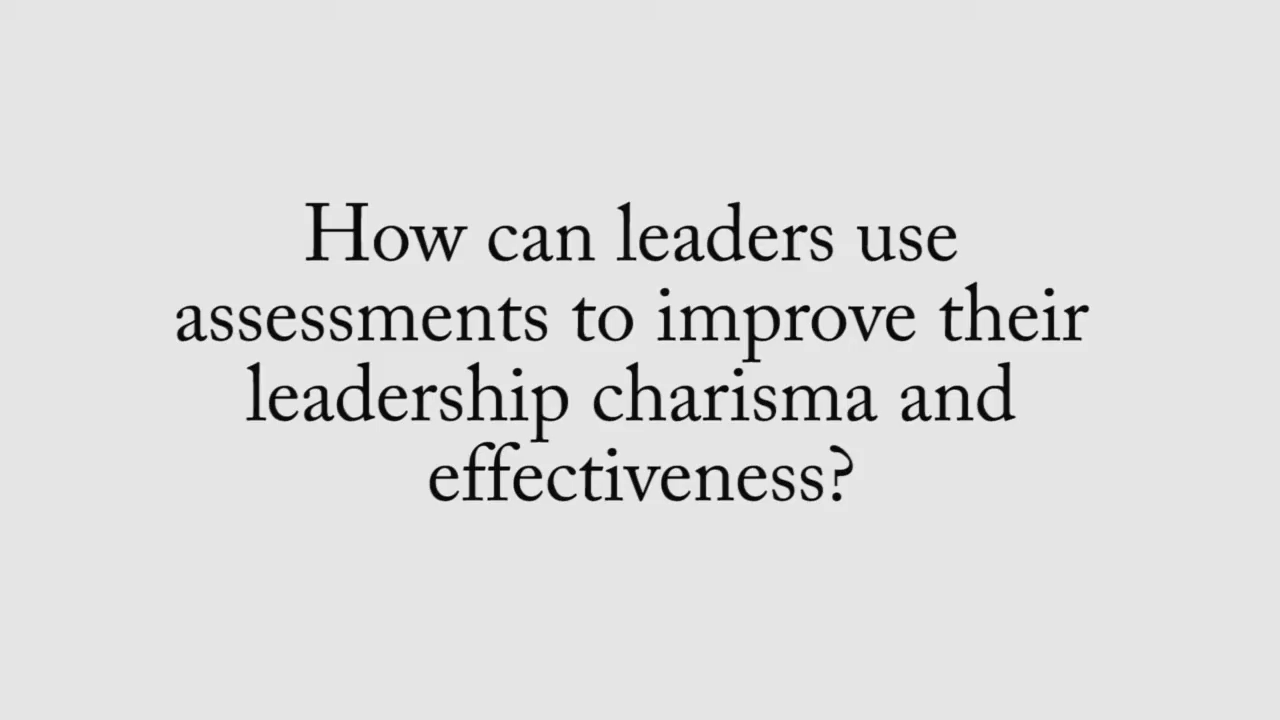 How can leaders use
assessments to improve their
leadership charisma and
effectiveness?